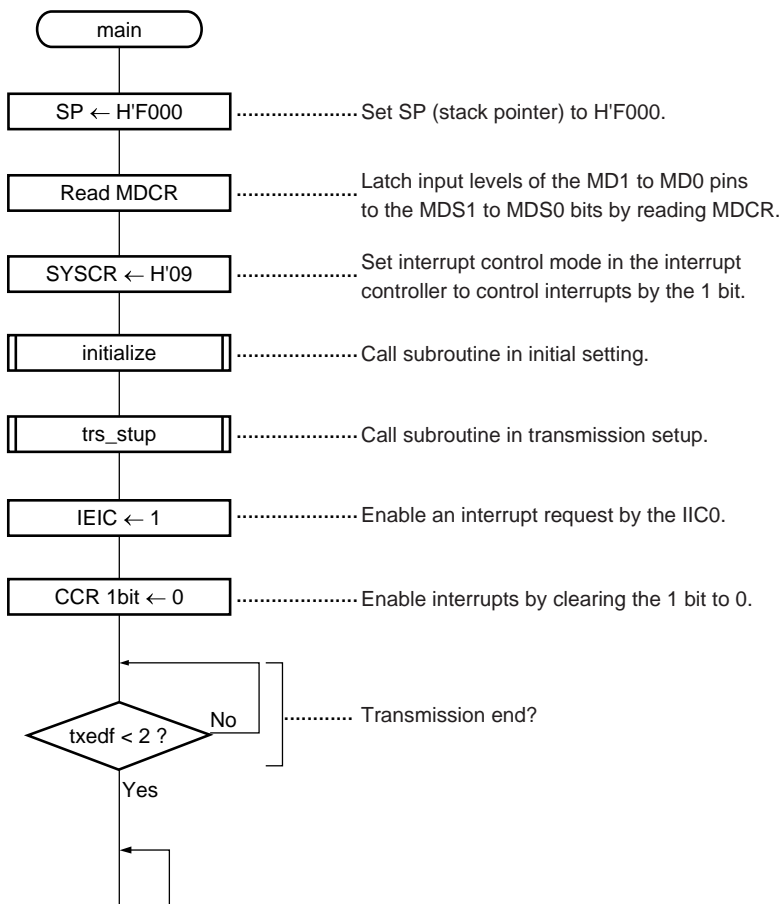 main
SP ← H'F000
Set SP (stack pointer) to H'F000.
Read MDCR
Latch input levels of the MD1 to MD0 pins
to the MDS1 to MDS0 bits by reading MDCR.
SYSCR ← H'09
Set interrupt control mode in the interrupt
controller to control interrupts by the 1 bit.
initialize
Call subroutine in initial setting.
trs_stup
Call subroutine in transmission setup.
IEIC ← 1
Enable an interrupt request by the IIC0.
CCR 1bit ← 0
Enable interrupts by clearing the 1 bit to 0.
No
Transmission end?
txedf < 2 ?
Yes